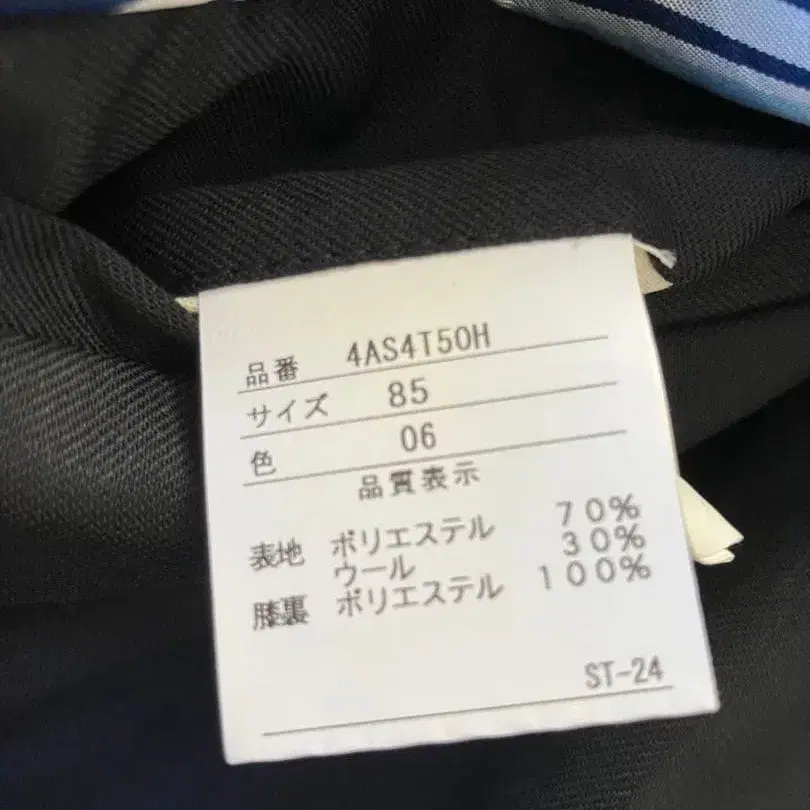 品番 4AS4T50H
サイズ 85
色 06
品質表示
表地 ポリエステル 70%
ウール 30%
膝裏 ポリエステル 100%
ST-24